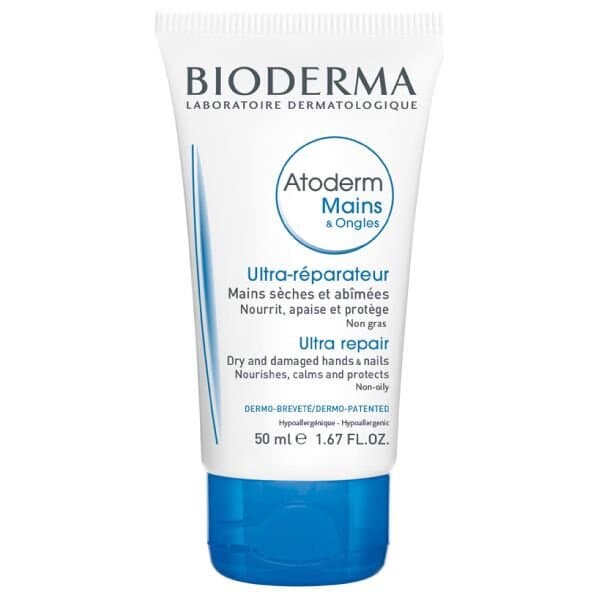 BIODERMA
LABORATOIRE DERMATOLOGIQUE
Atoderm
Mains
& Ongles
Ultra-réparateur
Mains sèches et abîmées
Nourrit, apaise et protège
Non gras
Ultra repair
Dry and damaged hands & nails
Nourishes, calms and protects
Non-oily
DERMO-BREVETÉ/DERMO-PATENTED
Hypoallergénique - Hypoallergenic
50 ml e 1.67 FL.OZ.